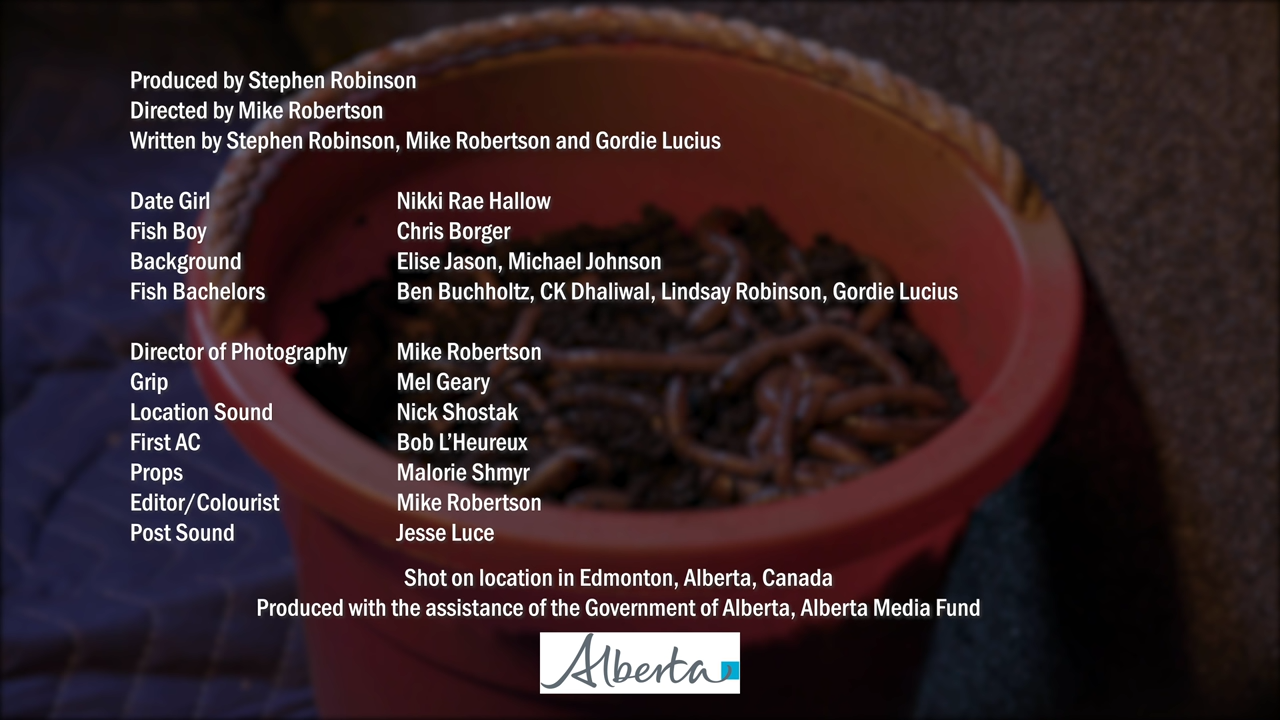 Produced by Stephen Robinson
Directed by Mike Robertson
Written by Stephen Robinson, Mike Robertson and Gordie Lucius
Date Girl Nikki Rae Hallow
Fish Boy Chris Borger
Background Elise Jason, Michael Johnson
Fish Bachelors Ben Buchholtz, CK Dhaliwal, Lindsay Robinson, Gordie Lucius
Director of Photography Mike Robertson
Grip Mel Geary
Location Sound Nick Shostak
First AC Bob L’Heureux
Props Malorie Shmyr
Editor/Colourist Mike Robertson
Post Sound Jesse Luce
Shot on location in Edmonton, Alberta, Canada
Produced with the assistance of the Government of Alberta, Alberta Media Fund
Alberta